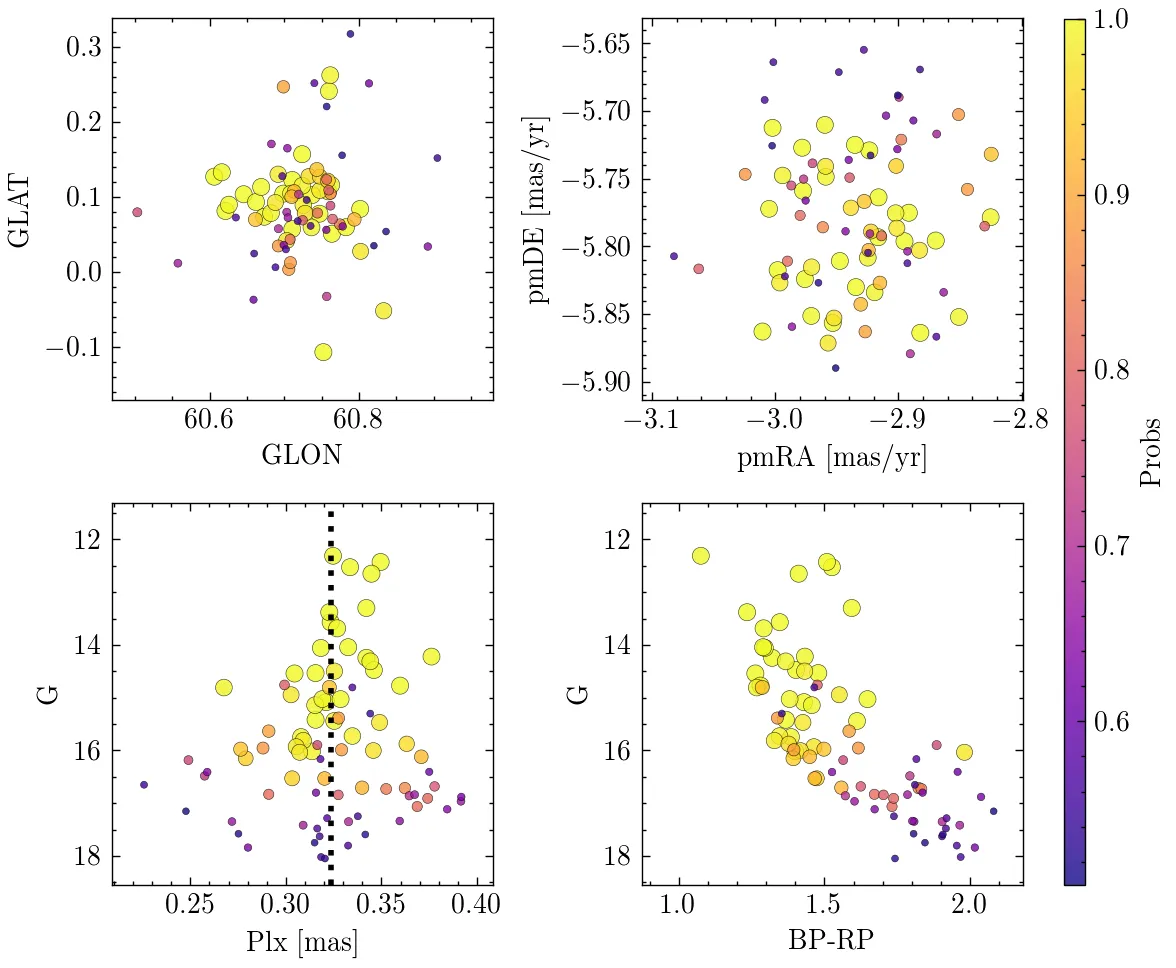 0.3
0.2
0.1
0.0
−0.1
GLAT
60.6 60.8
GLON
−5.65
−5.70
−5.75
−5.80
−5.85
−5.90
pmDE [mas/yr]
−3.1 −3.0 −2.9 −2.8
pmRA [mas/yr]
1.0
0.9
0.8
0.7
0.6
Probs
12
14
16
18
G
0.25 0.30 0.35 0.40
Plx [mas]
12
14
16
18
G
1.0 1.5 2.0
BP-RP